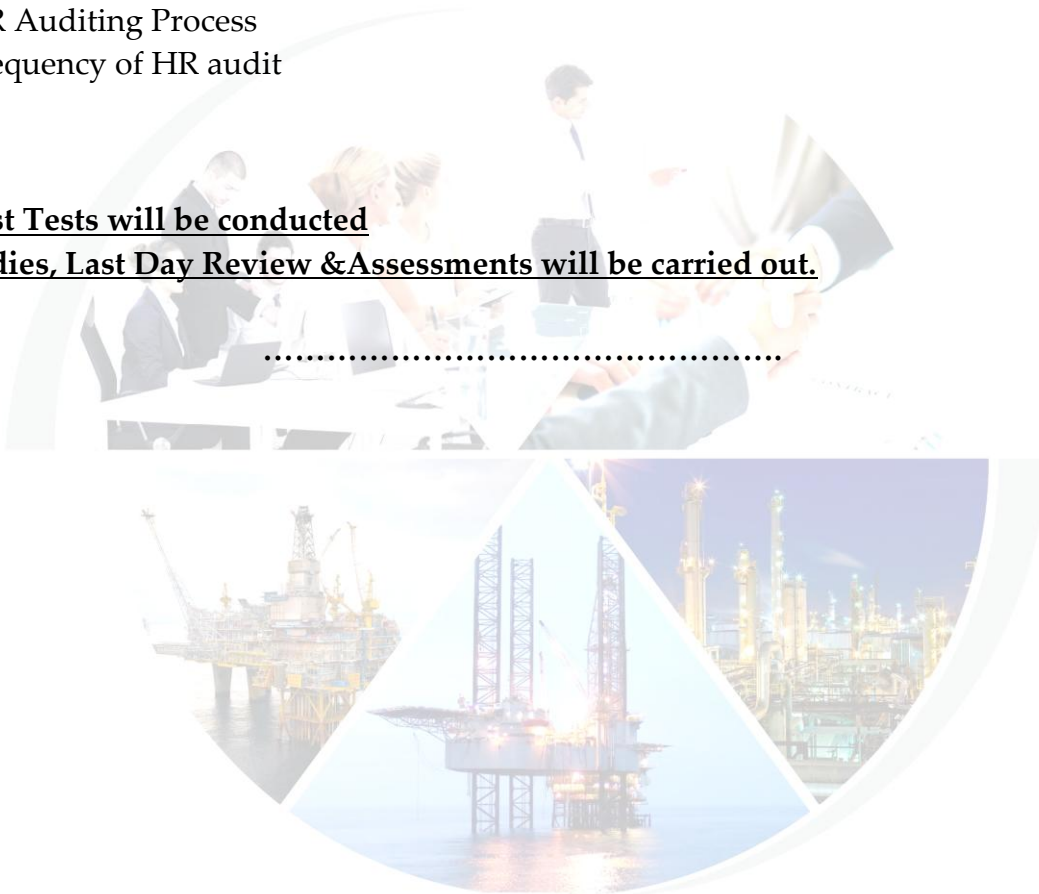 R Auditing Process
equency of HR audit
st Tests will be conducted
dies, Last Day Review &Assessments will be carried out.
……………………………………………….
CONTRACT